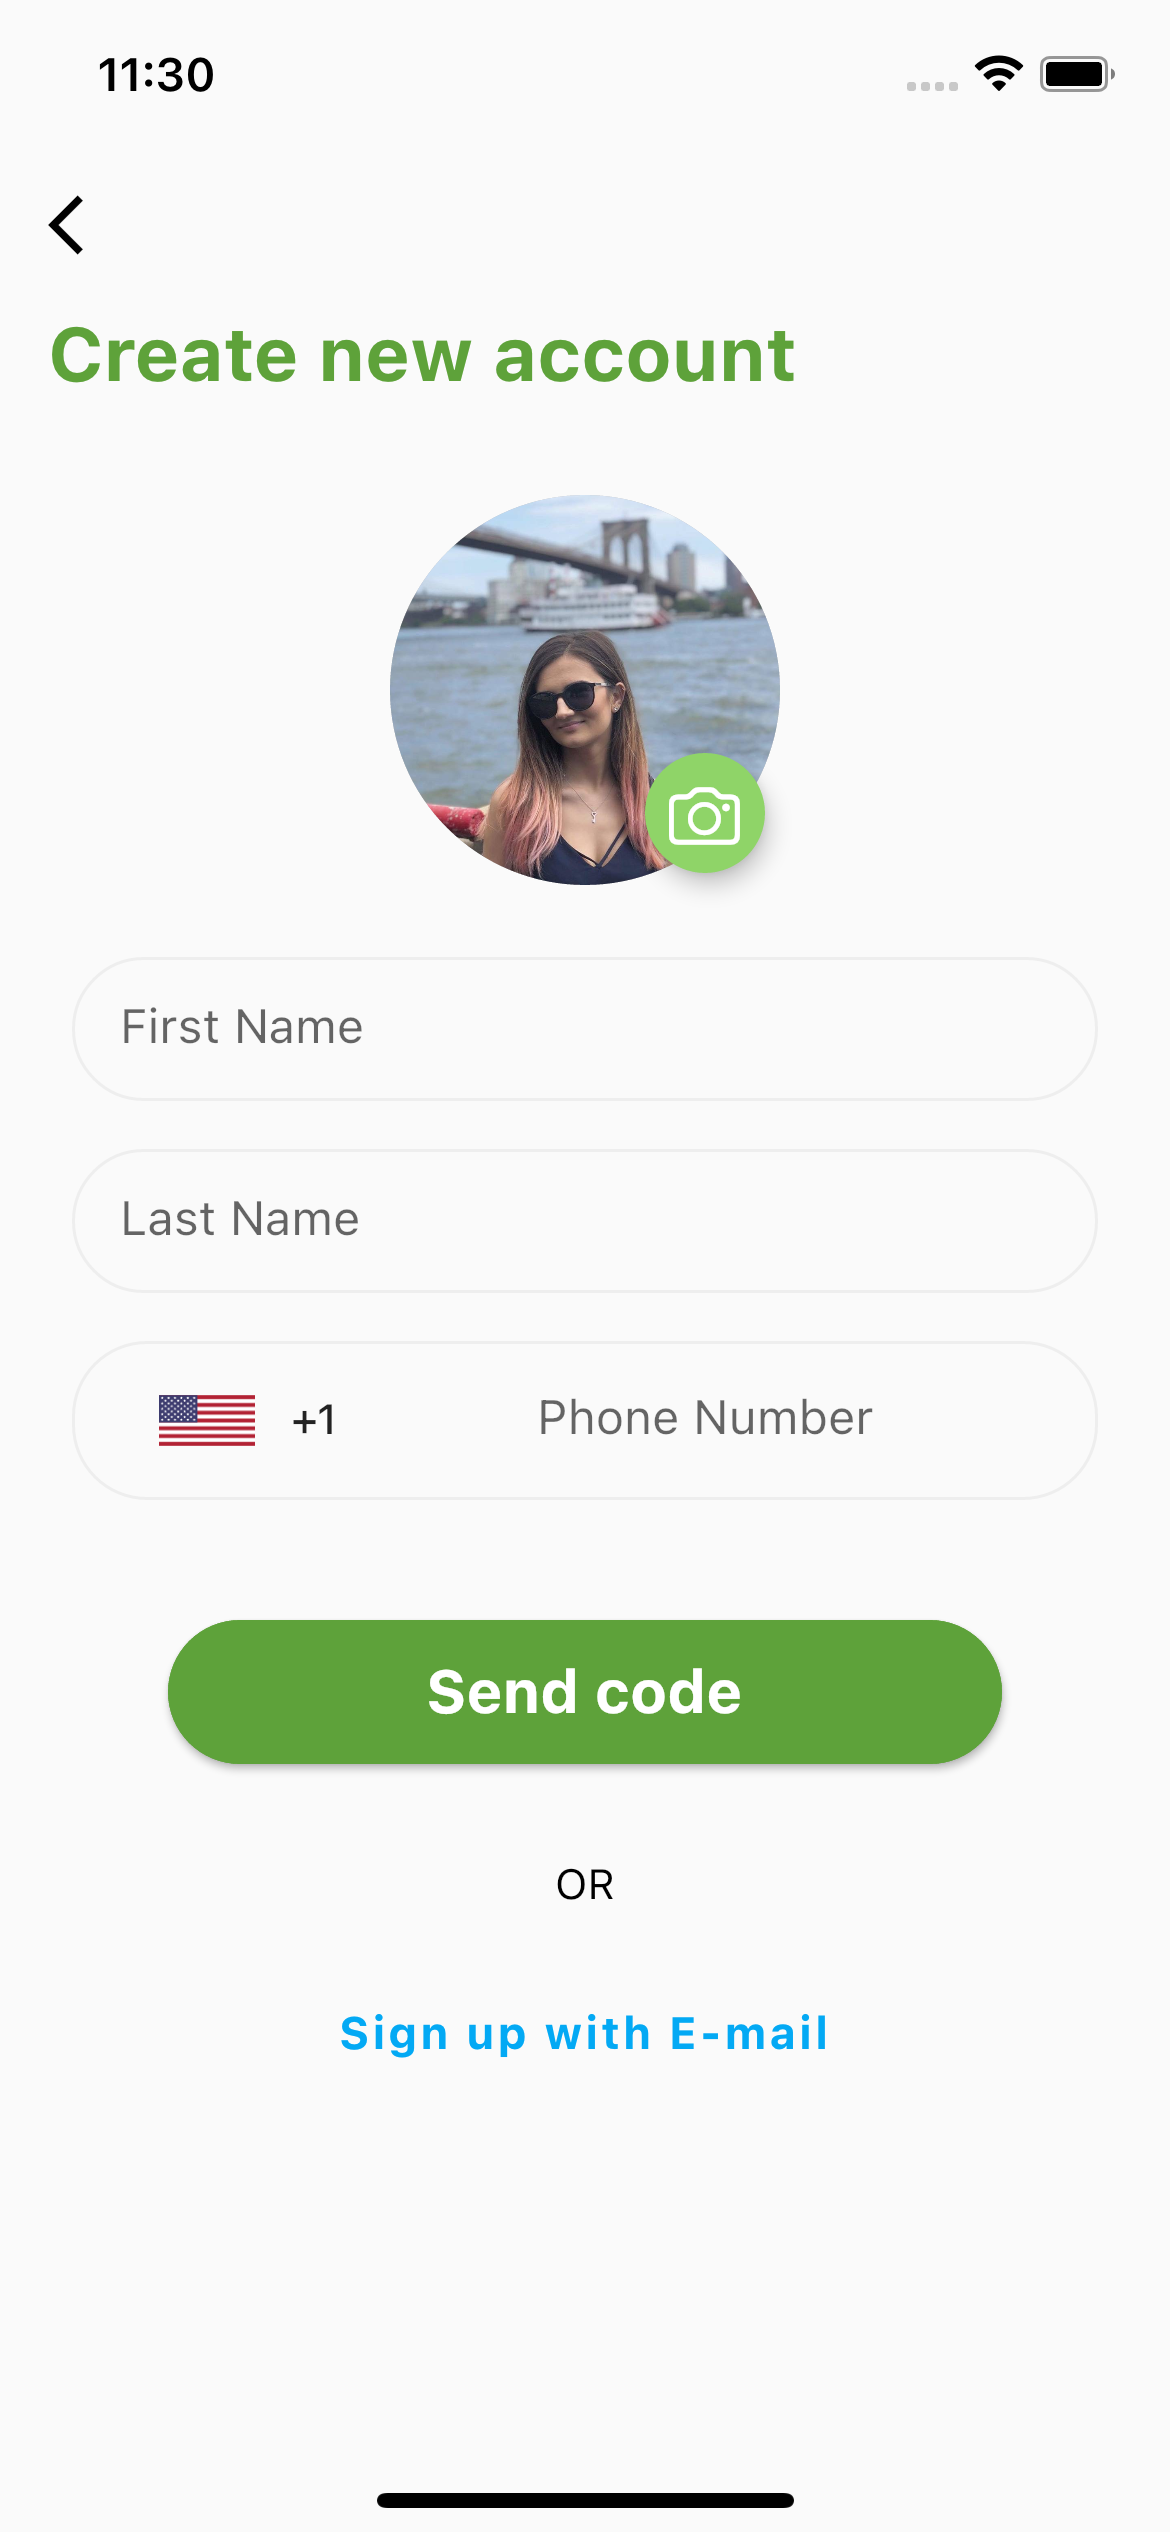 11:30
Create new account
First Name
Last Name
+1 Phone Number
Send code
OR
Sign up with E-mail